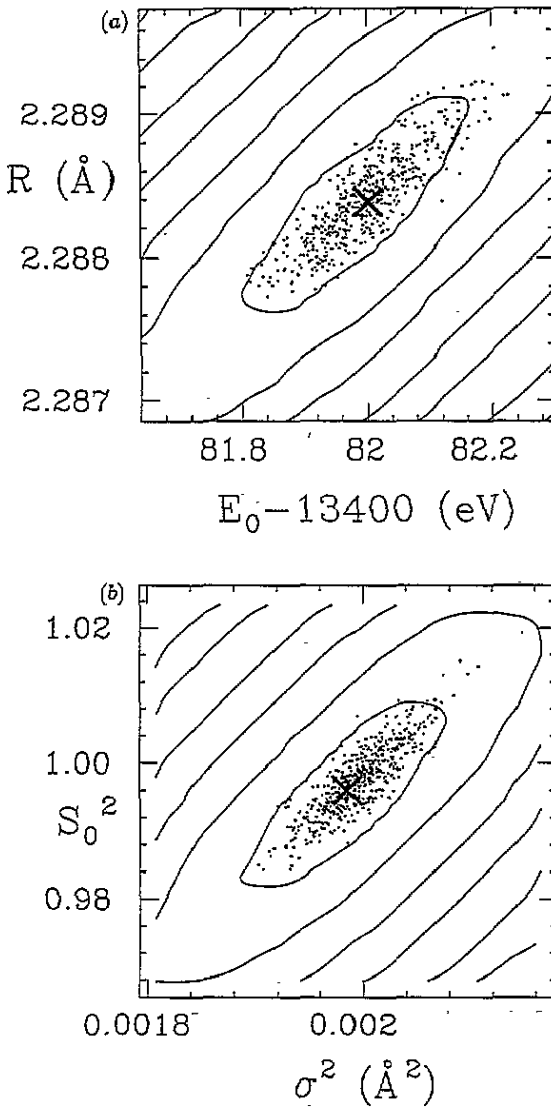 (a)
2.289
R (Å)
2.288
2.287
81.8 82 82.2
E₀−13400 (eV)
(b)
1.02
1.00
S₀²
0.98
0.0018 0.002
σ² (Å²)